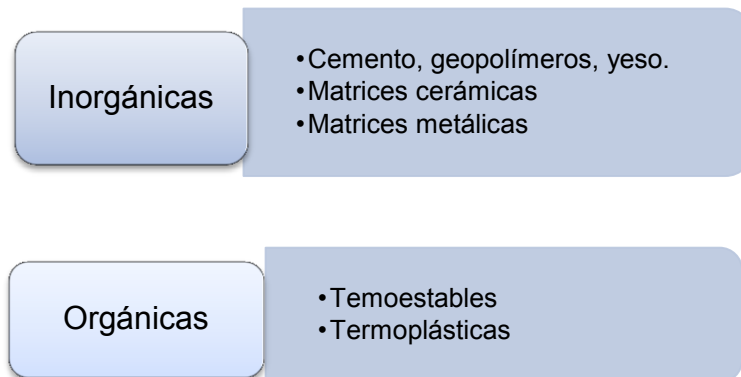 Inorgánicas
•Cemento, geopolímeros, yeso.
•Matrices cerámicas
•Matrices metálicas
Orgánicas
•Temoestables
•Termoplásticas